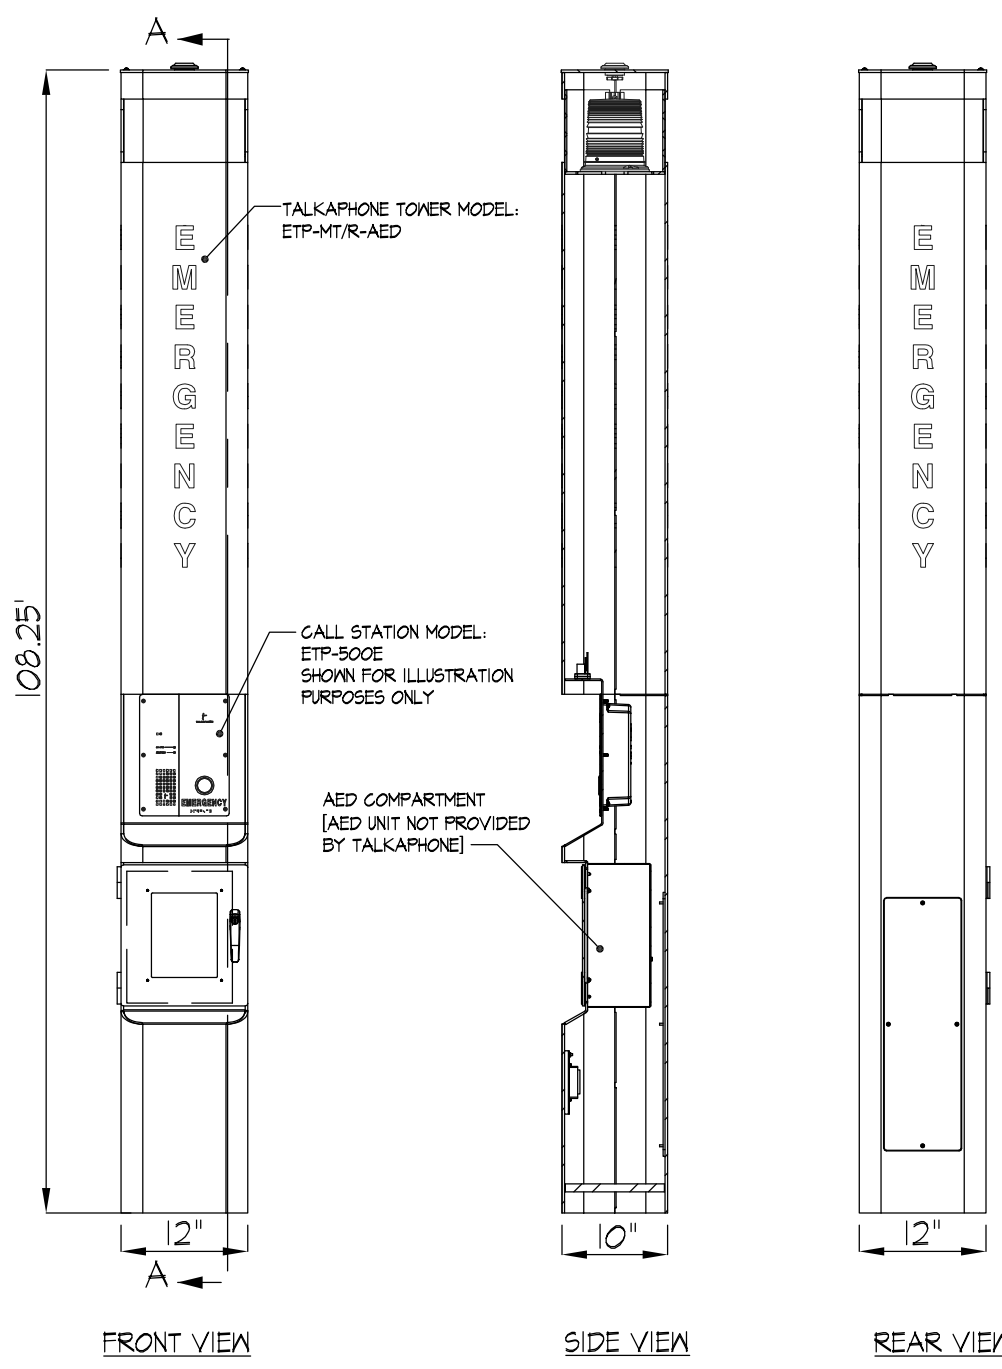 A
TALKAPHONE TOWER MODEL:
ETP-MT/R-AED
E
M
E
R
G
E
N
C
Y
E
M
E
R
G
E
N
C
Y
108.25'
CALL STATION MODEL:
ETP-500E
SHOWN FOR ILLUSTRATION
PURPOSES ONLY
EMERGENCY
AED COMPARTMENT
[AED UNIT NOT PROVIDED
BY TALKAPHONE]
12"
10"
12"
A
FRONT VIEW
SIDE VIEW
REAR VIEW